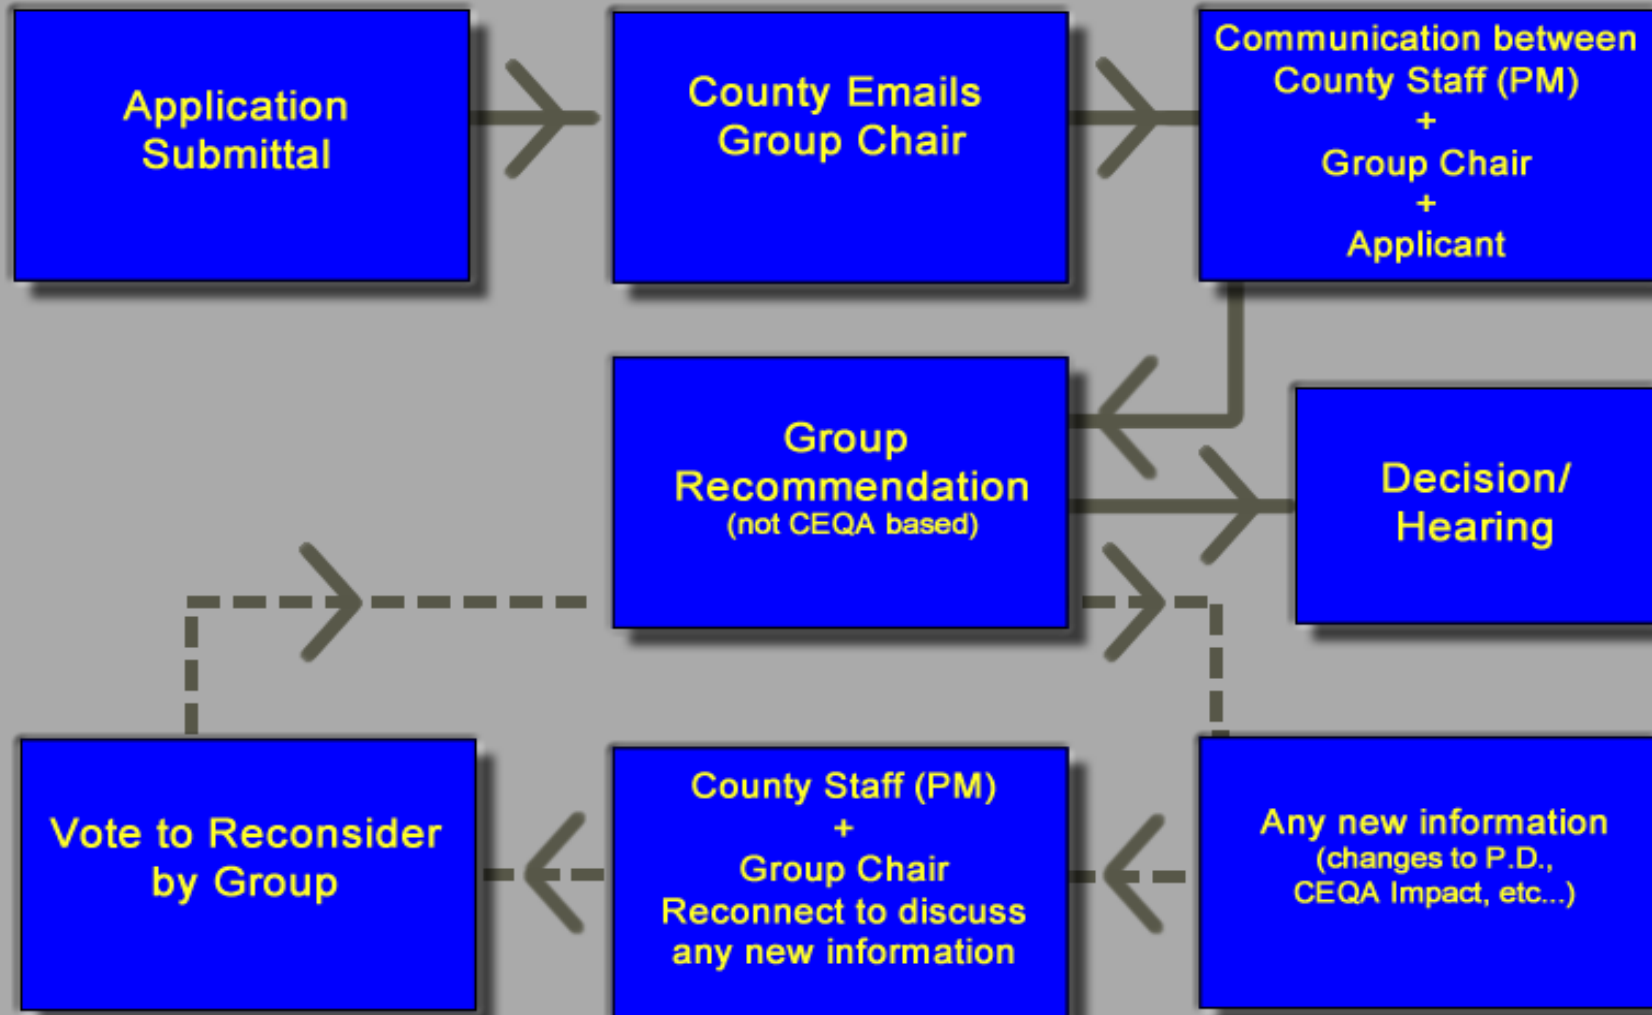 Application
Submittal
County Emails
Group Chair
Communication between
County Staff (PM)
+
Group Chair
+
Applicant
Group
Recommendation
(not CEQA based)
Decision/
Hearing
Vote to Reconsider
by Group
County Staff (PM)
+
Group Chair
Reconnect to discuss
any new information
Any new information
(changes to P.D.,
CEQA Impact, etc...)